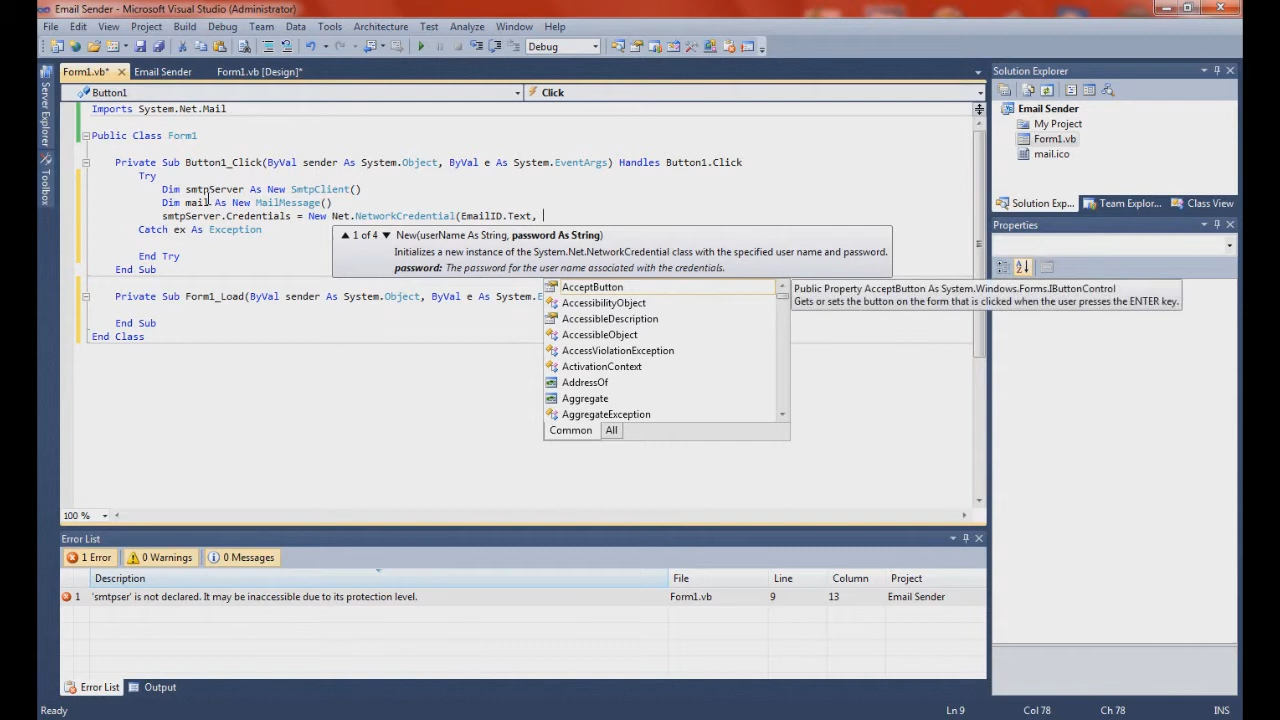 Email Sender - Microsoft Visual Studio (Administrator)
File Edit View Project Build Debug Team Data Tools Architecture Test Analyze Window Help
Debug
Form1.vb* Email Sender Form1.vb [Design]*
Button1 Click
Imports System.Net.Mail
Public Class Form1
Private Sub Button1_Click(ByVal sender As System.Object, ByVal e As System.EventArgs) Handles Button1.Click
Try
Dim smtpServer As New SmtpClient()
Dim mail As New MailMessage()
smtpServer.Credentials = New Net.NetworkCredential(EmailID.Text,
Catch ex As Exception
1 of 4 New(userName As String, password As String)
Initializes a new instance of the System.Net.NetworkCredential class with the specified user name and password.
password: The password for the user name associated with the credentials.
End Try
End Sub
Private Sub Form1_Load(ByVal sender As System.Object, ByVal e As System.E
End Sub
End Class
AcceptButton
AccessibilityObject
AccessibleDescription
AccessibleObject
AccessViolationException
ActivationContext
AddressOf
Aggregate
AggregateException
Common All
Public Property AcceptButton As System.Windows.Forms.IButtonControl
Gets or sets the button on the form that is clicked when the user presses the ENTER key.
100 %
Server Explorer
Toolbox
Solution Explorer
Email Sender
My Project
Form1.vb
mail.ico
Solution Exp... Team Explor... Class View
Properties
Error List
1 Error 0 Warnings 0 Messages
Description File Line Column Project
1 'smtpser' is not declared. It may be inaccessible due to its protection level. Form1.vb 9 13 Email Sender
Error List Output
Ready Ln 9 Col 78 Ch 78 INS